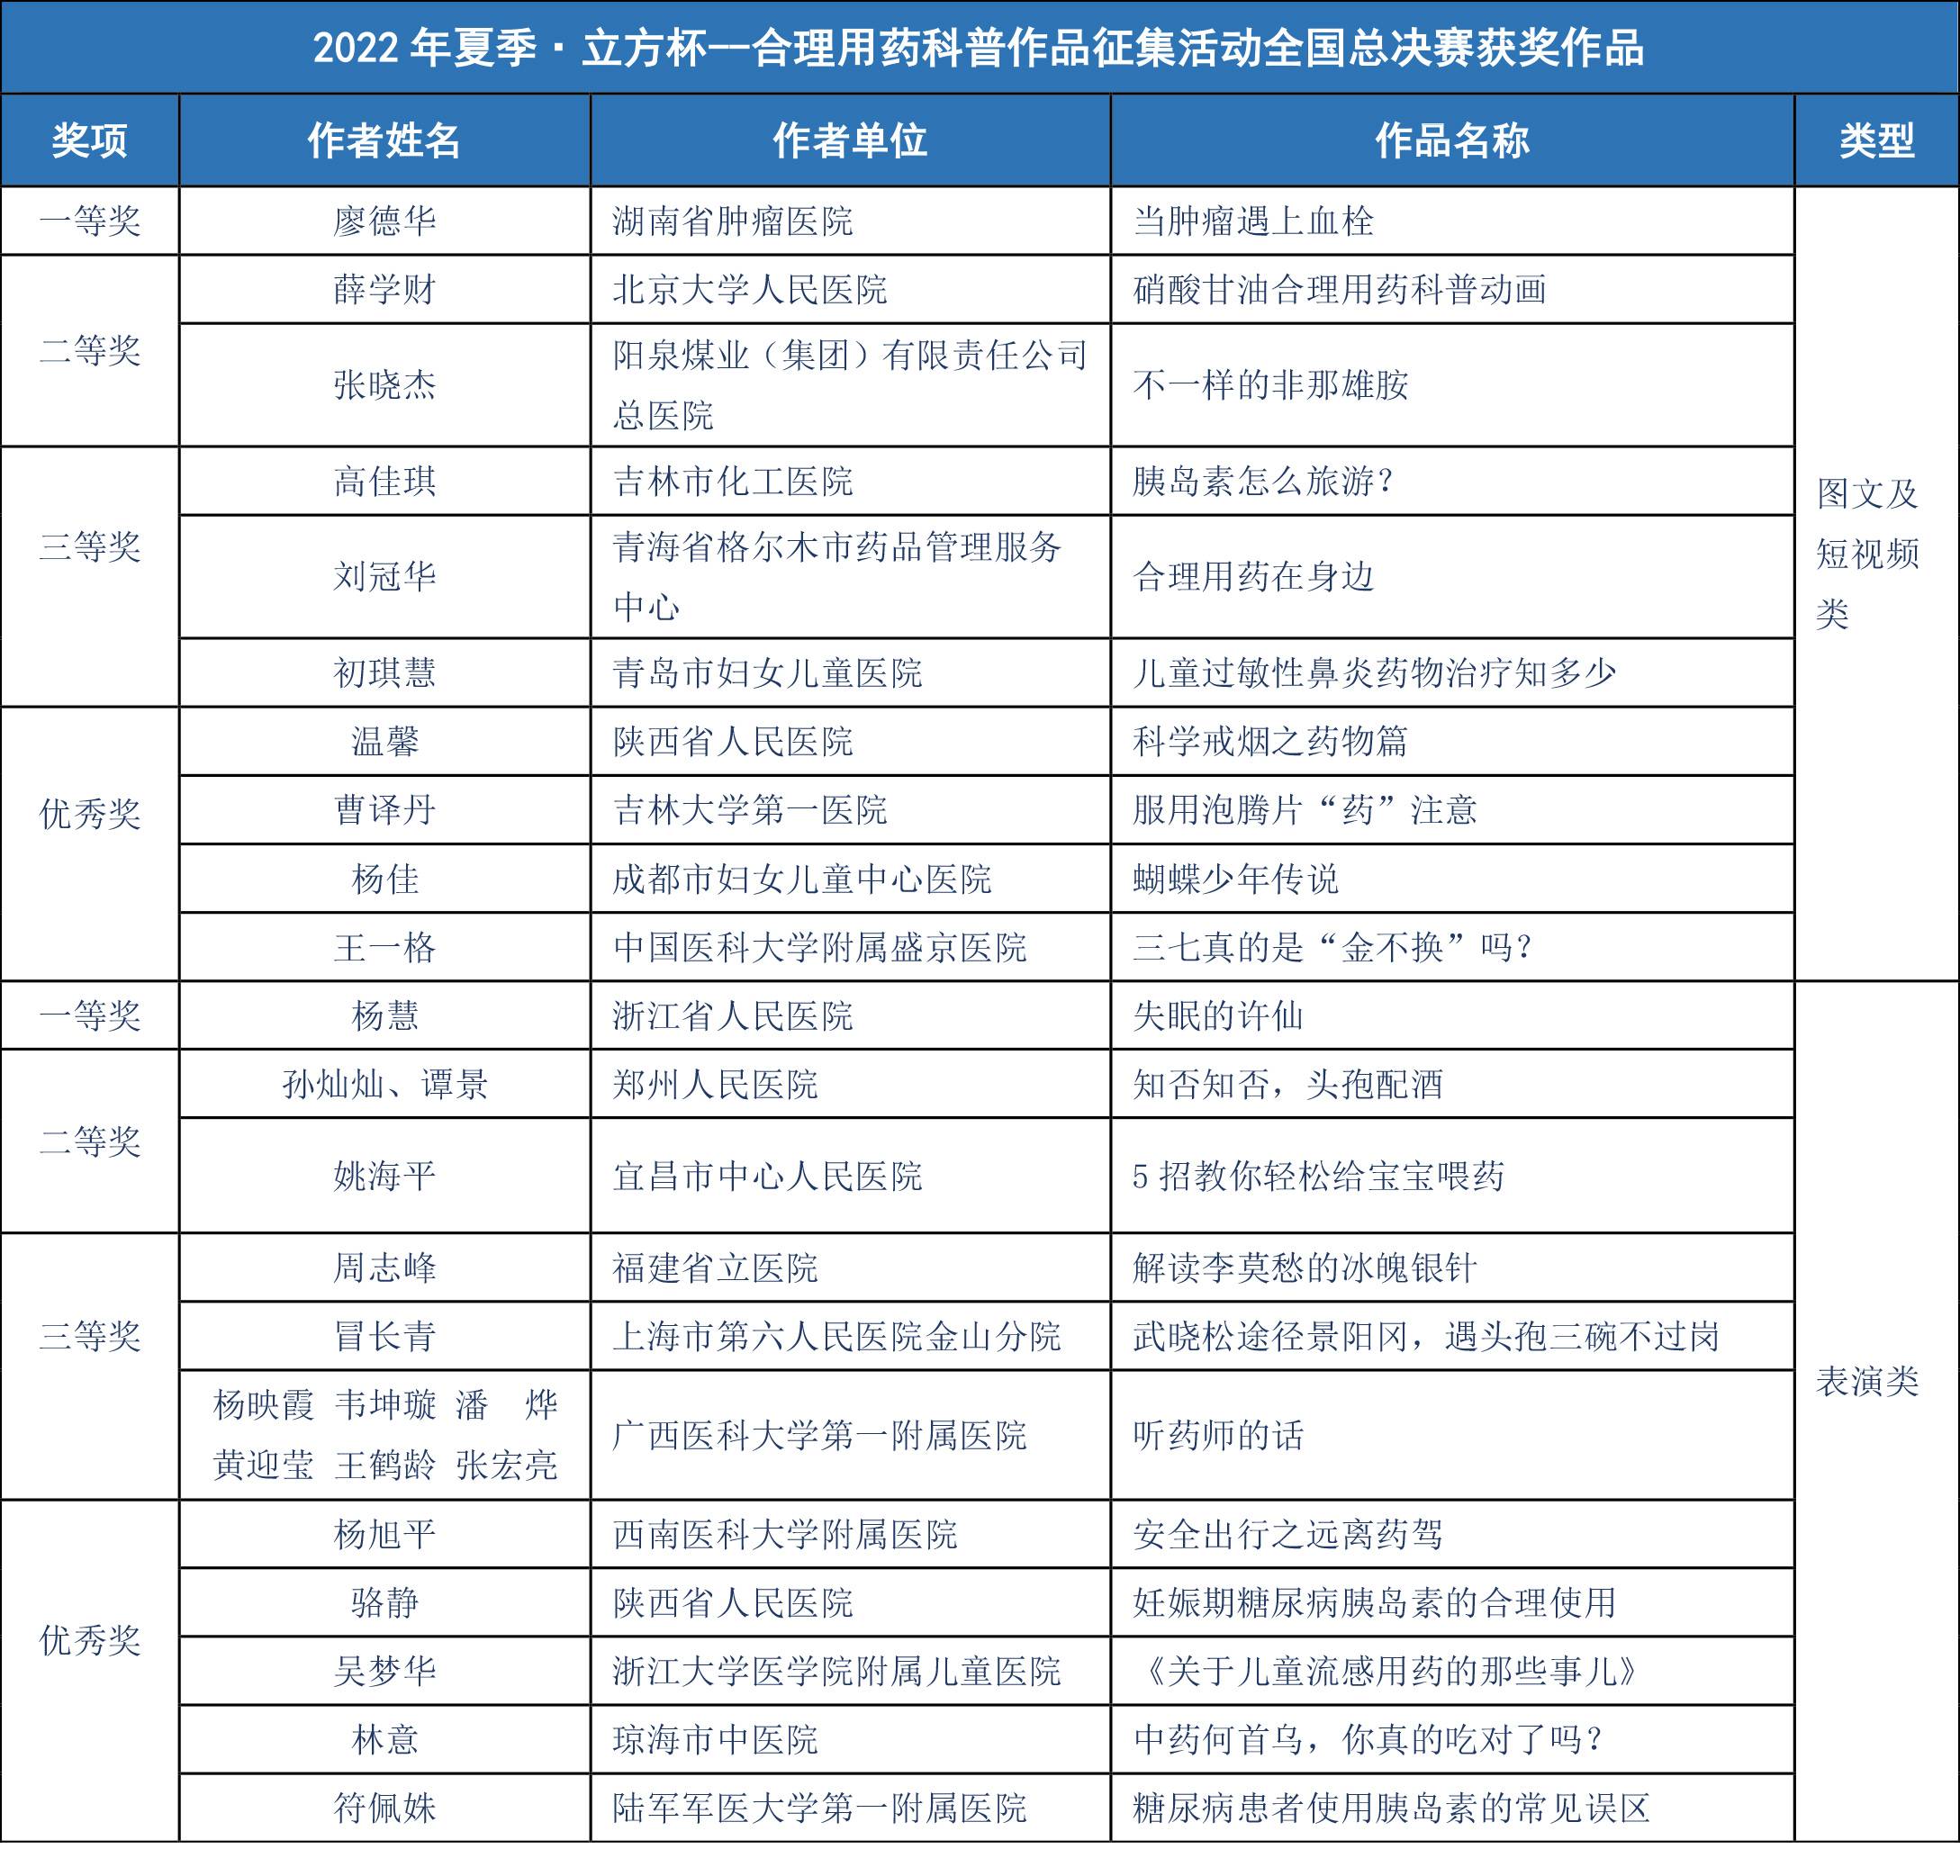 2022 年夏季·立方杯--合理用药科普作品征集活动全国总决赛获奖作品
奖项 作者姓名 作者单位 作品名称 类型
一等奖 廖德华 湖南省肿瘤医院 当肿瘤遇上血栓
二等奖
薛学财 北京大学人民医院 硝酸甘油合理用药科普动画
张晓杰
阳泉煤业（集团）有限责任公司
总医院
不一样的非那雄胺
三等奖
高佳琪 吉林市化工医院 胰岛素怎么旅游？
刘冠华
青海省格尔木市药品管理服务
中心
合理用药在身边
初琪慧 青岛市妇女儿童医院 儿童过敏性鼻炎药物治疗知多少
优秀奖
温馨 陕西省人民医院 科学戒烟之药物篇
曹译丹 吉林大学第一医院 服用泡腾片“药”注意
杨佳 成都市妇女儿童中心医院 蝴蝶少年传说
王一格 中国医科大学附属盛京医院 三七真的是“金不换”吗？
图文及
短视频
类
一等奖 杨慧 浙江省人民医院 失眠的许仙
二等奖
孙灿灿、谭景 郑州人民医院 知否知否，头孢配酒
姚海平 宜昌市中心人民医院 5 招教你轻松给宝宝喂药
三等奖
周志峰 福建省立医院 解读李莫愁的冰魄银针
冒长青 上海市第六人民医院金山分院 武晓松途径景阳冈，遇头孢三碗不过岗
杨映霞 韦坤璇 潘 烨
黄迎莹 王鹤龄 张宏亮
广西医科大学第一附属医院 听药师的话
优秀奖
杨旭平 西南医科大学附属医院 安全出行之远离药驾
骆静 陕西省人民医院 妊娠期糖尿病胰岛素的合理使用
吴梦华 浙江大学医学院附属儿童医院 《关于儿童流感用药的那些事儿》
林意 琼海市中医院 中药何首乌，你真的吃对了吗？
符佩姝 陆军军医大学第一附属医院 糖尿病患者使用胰岛素的常见误区
表演类